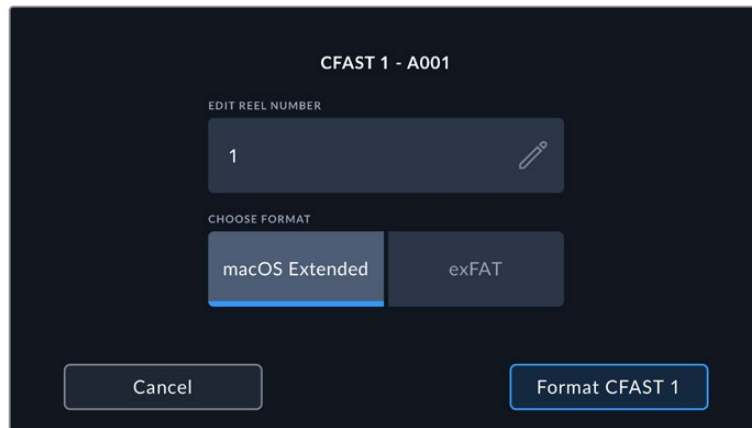 CFAST 1 - A001
EDIT REEL NUMBER
1
CHOOSE FORMAT
macOS Extended
exFAT
Cancel
Format CFAST 1